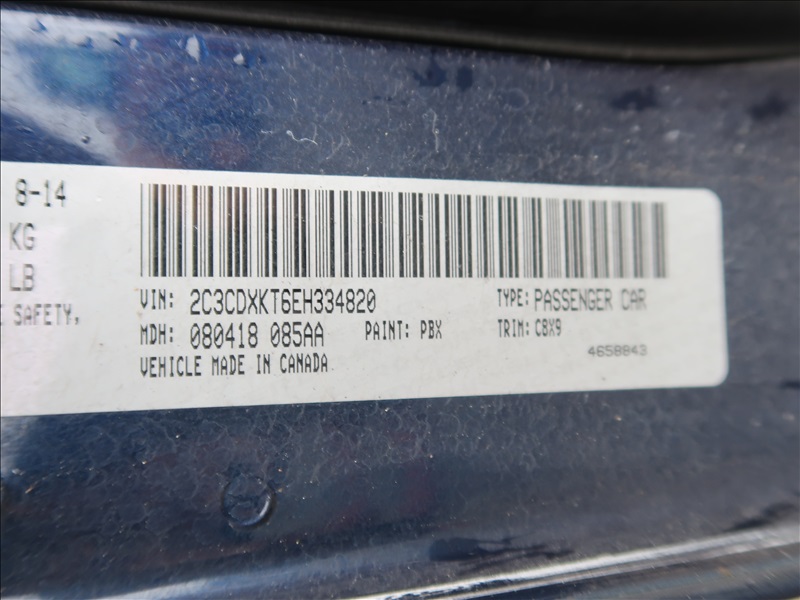 8-14
KG
LB
E SAFETY,
VIN: 2C3CDXKT6EH334820 TYPE: PASSENGER CAR
MDH: 080418 085AA PAINT: PBX TRIM: C8X9
VEHICLE MADE IN CANADA 4658843